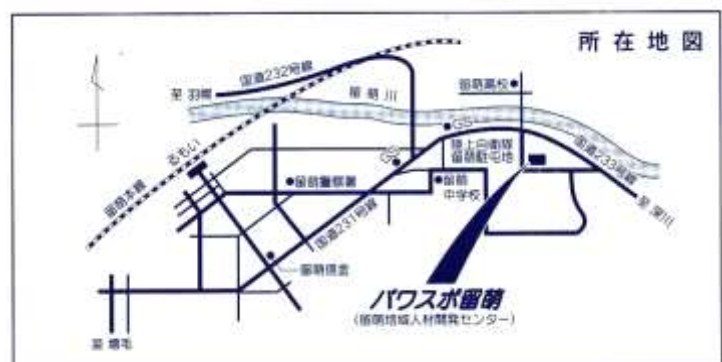 所在地図
国道232号線
至 羽幌
留萌川
留萌高校
GS
陸上自衛隊
留萌駐屯地
国道233号線
至 深川
るもい
留萌本線
GS
留萌警察署
留萌
中学校
国道231号線
留萌信金
パワスポ留萌
(留萌地域人材開発センター)
至 増毛